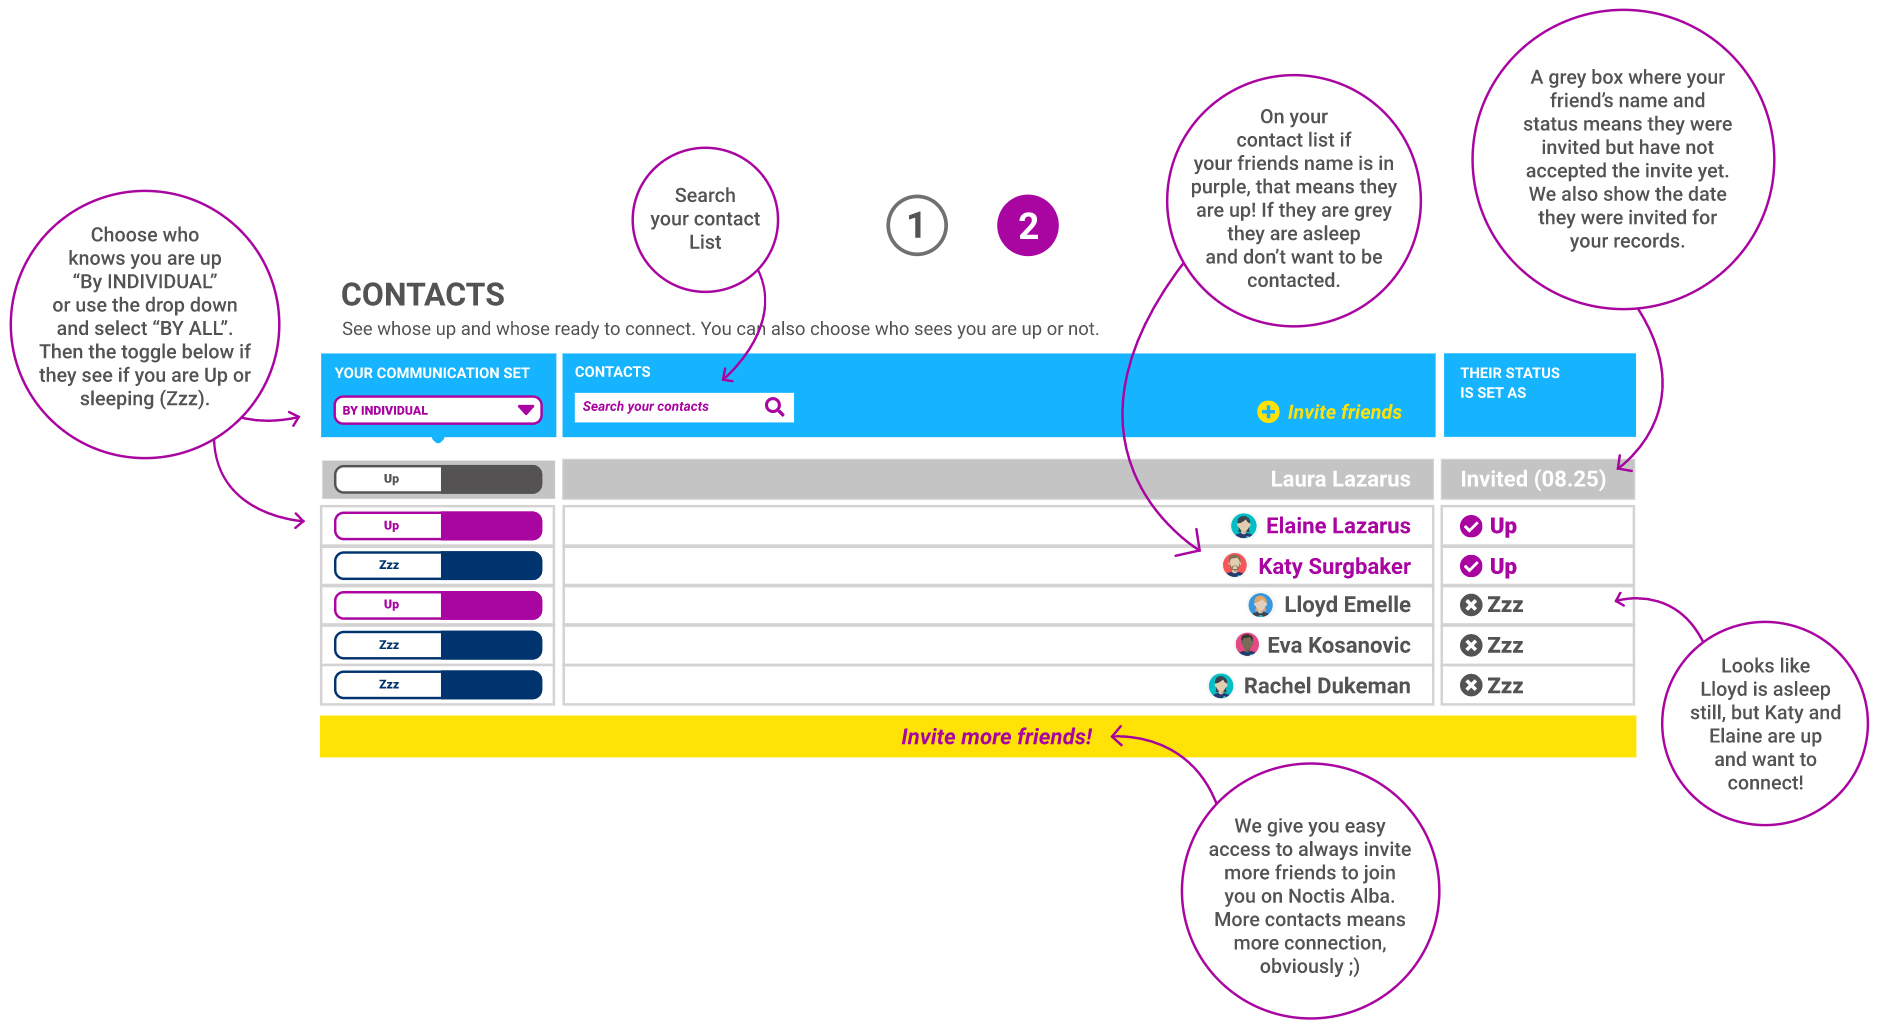 A grey box where your
friend's name and
status means they were
invited but have not
accepted the invite yet.
We also show the date
they were invited for
your records.
On your
contact list if
your friends name is in
purple, that means they
are up! If they are grey
they are asleep
and don't want to be
contacted.
Search
your contact
List
1
2
Choose who
knows you are up
“By INDIVIDUAL”
or use the drop down
and select “BY ALL”.
Then the toggle below if
they see if you are Up or
sleeping (Zzz).
CONTACTS
See whose up and whose ready to connect. You can also choose who sees you are up or not.
YOUR COMMUNICATION SET
BY INDIVIDUAL
CONTACTS
Search your contacts
Invite friends
THEIR STATUS
IS SET AS
Up Laura Lazarus Invited (08.25)
Up Elaine Lazarus Up
Zzz Katy Surgbaker Up
Up Lloyd Emelle Zzz
Zzz Eva Kosanovic Zzz
Zzz Rachel Dukeman Zzz
Invite more friends!
Looks like
Lloyd is asleep
still, but Katy and
Elaine are up
and want to
connect!
We give you easy
access to always invite
more friends to join
you on Noctis Alba.
More contacts means
more connection,
obviously ;)